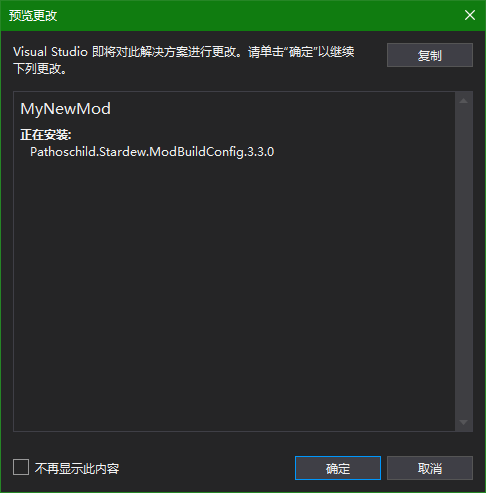 预览更改
Visual Studio 即将对此解决方案进行更改。请单击“确定”以继续
下列更改。
复制
MyNewMod
正在安装:
Pathoschild.Stardew.ModBuildConfig.3.3.0
不再显示此内容
确定
取消